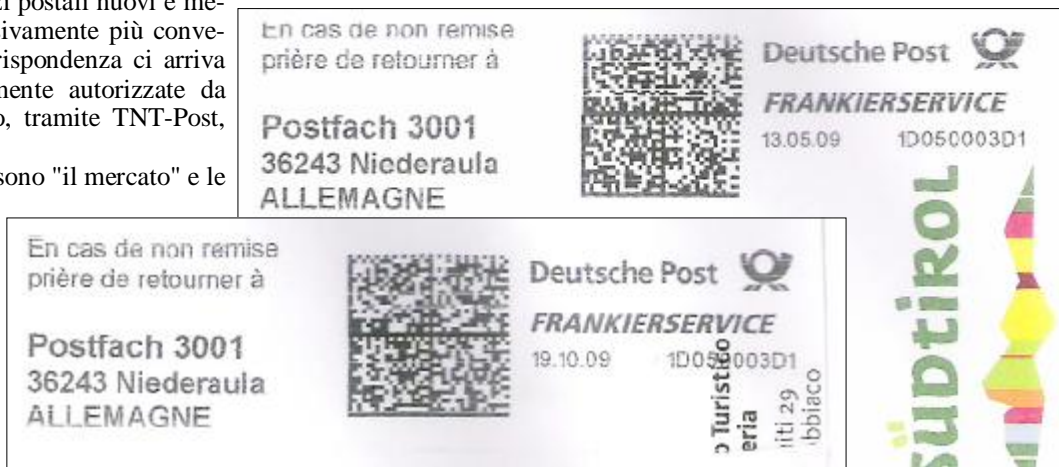 zi postali nuovi e me-
sivamente più conve-
rispondenza ci arriva
mente autorizzate da
o, tramite TNT-Post,
sono "il mercato" e le
En cas de non remise
prière de retourner à
Postfach 3001
36243 Niederaula
ALLEMAGNE
Deutsche Post
FRANKIERSERVICE
13.05.09 1D050003D1
südtirol
En cas de non remise
prière de retourner à
Postfach 3001
36243 Niederaula
ALLEMAGNE
Deutsche Post
FRANKIERSERVICE
19.10.09 1D050003D1
o Turistico
eria
iti 29
bbiaco